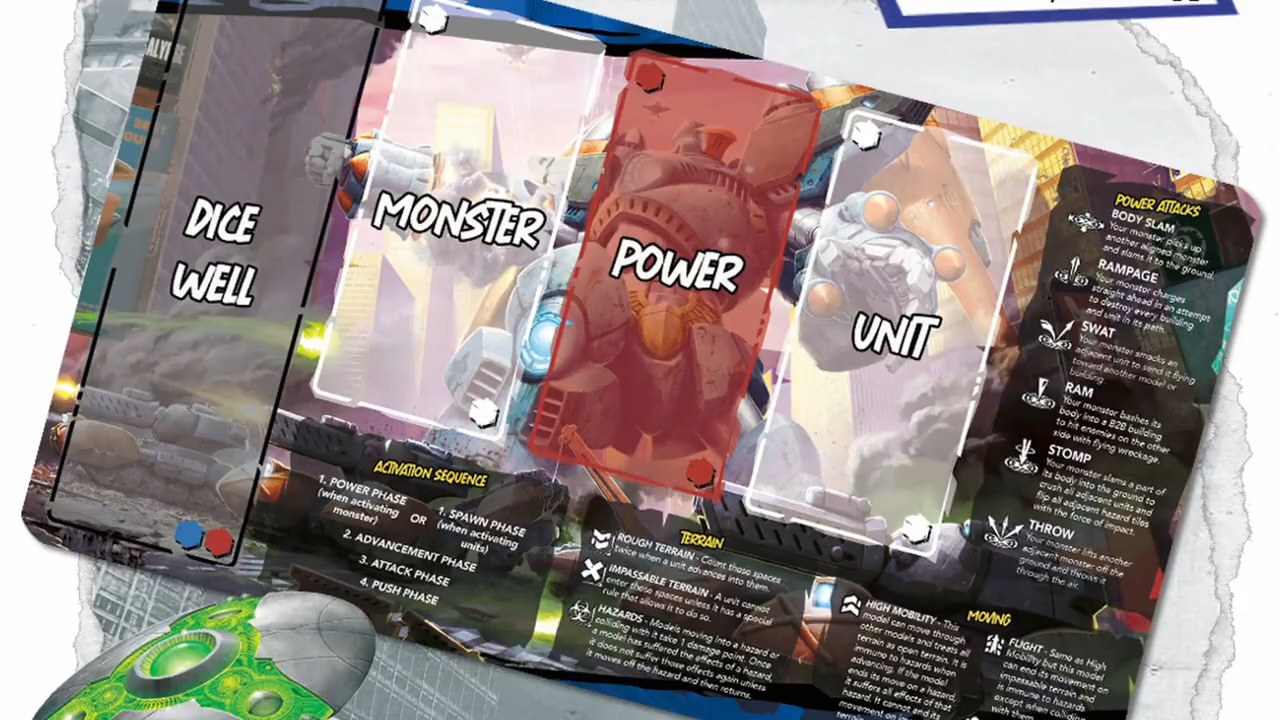 DICE
WELL
MONSTER
POWER
UNIT
POWER ATTACKS
BODY SLAM
Your monster picks up
another aligned monster
and slams it to the ground.
RAMPAGE
Your monster charges
straight ahead in an attempt
to destroy every building
and unit in its path.
SWAT
Your monster smacks an
adjacent unit to send it flying
toward another model or
building.
RAM
Your monster bashes its
body into a B2B building
to hit enemies on the other
side with flying wreckage.
STOMP
Your monster slams a part of
its body into the ground to
crush all adjacent units and
flip all adjacent hazard tiles
with the force of impact.
THROW
Your monster lifts another
adjacent monster off the
ground and throws it
through the air.
ACTIVATION SEQUENCE
1. POWER PHASE
(when activating
monster)
OR
1. SPAWN PHASE
(when activating
units)
2. ADVANCEMENT PHASE
3. ATTACK PHASE
4. PUSH PHASE
TERRAIN
ROUGH TERRAIN - Count these spaces
twice when a unit advances into them.
IMPASSABLE TERRAIN - A unit cannot
enter these spaces unless it has a special
rule that allows it to do so.
HAZARDS - Models moving into a hazard or
colliding with it take 1 damage point. Once
a model has suffered the effects of a hazard,
it does not suffer those effects again unless
it moves off the hazard and then returns.
MOVING
HIGH MOBILITY - This
model can move through
other models and treats all
terrain as open terrain. It is
immune to hazards when
advancing. If the model
ends its move on a hazard,
it suffers all effects of that
hazard. It cannot end its
movement on
FLIGHT - Same as High
Mobility but this model
can end its movement on
impassable terrain and
is immune to hazards
except when colliding
with them